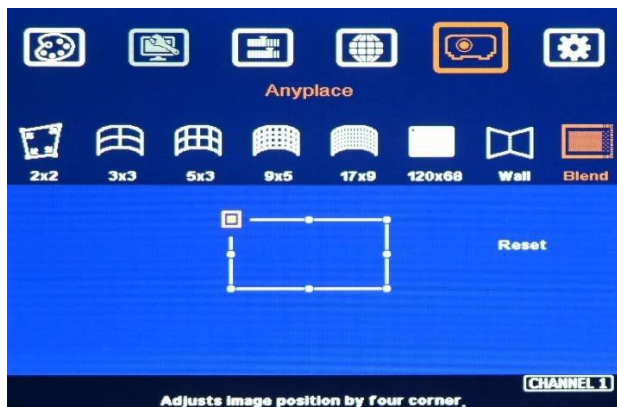 Anyplace
2x2 3x3 5x3 9x5 17x9 120x68 Wall Blend
Reset
CHANNEL 1
Adjusts image position by four corner.